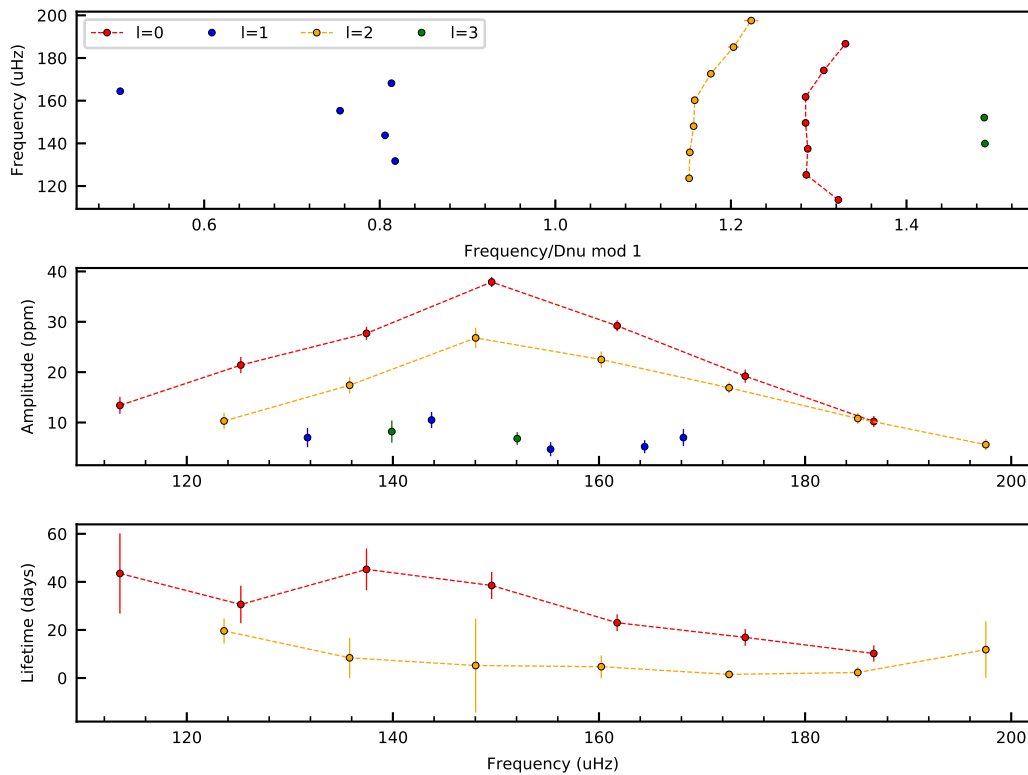 l=0 l=1 l=2 l=3
Frequency (uHz)
200
180
160
140
120
0.6 0.8 1.0 1.2 1.4
Frequency/Dnu mod 1
Amplitude (ppm)
40
30
20
10
120 140 160 180 200
Lifetime (days)
60
40
20
0
120 140 160 180 200
Frequency (uHz)